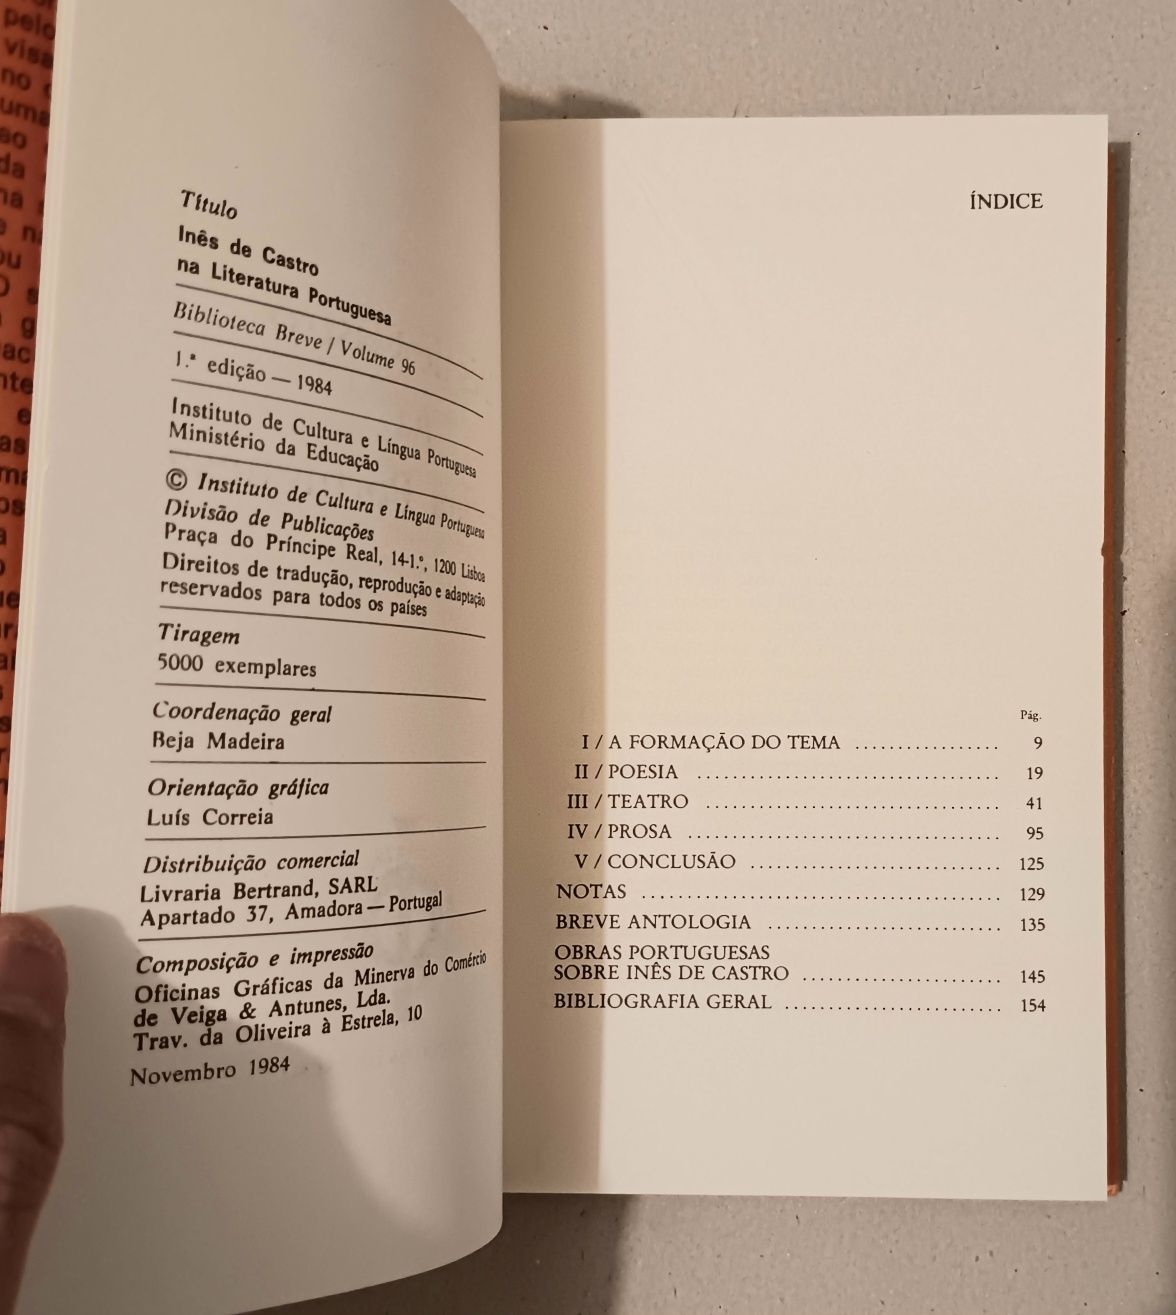 Título
Inês de Castro
na Literatura Portuguesa
Biblioteca Breve / Volume 96
1.ª edição — 1984
Instituto de Cultura e Língua Portuguesa
Ministério da Educação
© Instituto de Cultura e Língua Portuguesa
Divisão de Publicações
Praça do Príncipe Real, 14-1.º, 1200 Lisboa
Direitos de tradução, reprodução e adaptação
reservados para todos os países
Tiragem
5000 exemplares
Coordenação geral
Beja Madeira
Orientação gráfica
Luís Correia
Distribuição comercial
Livraria Bertrand, SARL
Apartado 37, Amadora — Portugal
Composição e impressão
Oficinas Gráficas da Minerva do Comércio
de Veiga & Antunes, Lda.
Trav. da Oliveira à Estrela, 10
Novembro 1984
ÍNDICE
Pág.
I / A FORMAÇÃO DO TEMA ................. 9
II / POESIA ............................... 19
III / TEATRO .............................. 41
IV / PROSA ................................ 95
V / CONCLUSÃO ......................... 125
NOTAS .................................... 129
BREVE ANTOLOGIA ........................ 135
OBRAS PORTUGUESAS
SOBRE INÊS DE CASTRO .................... 145
BIBLIOGRAFIA GERAL ...................... 154